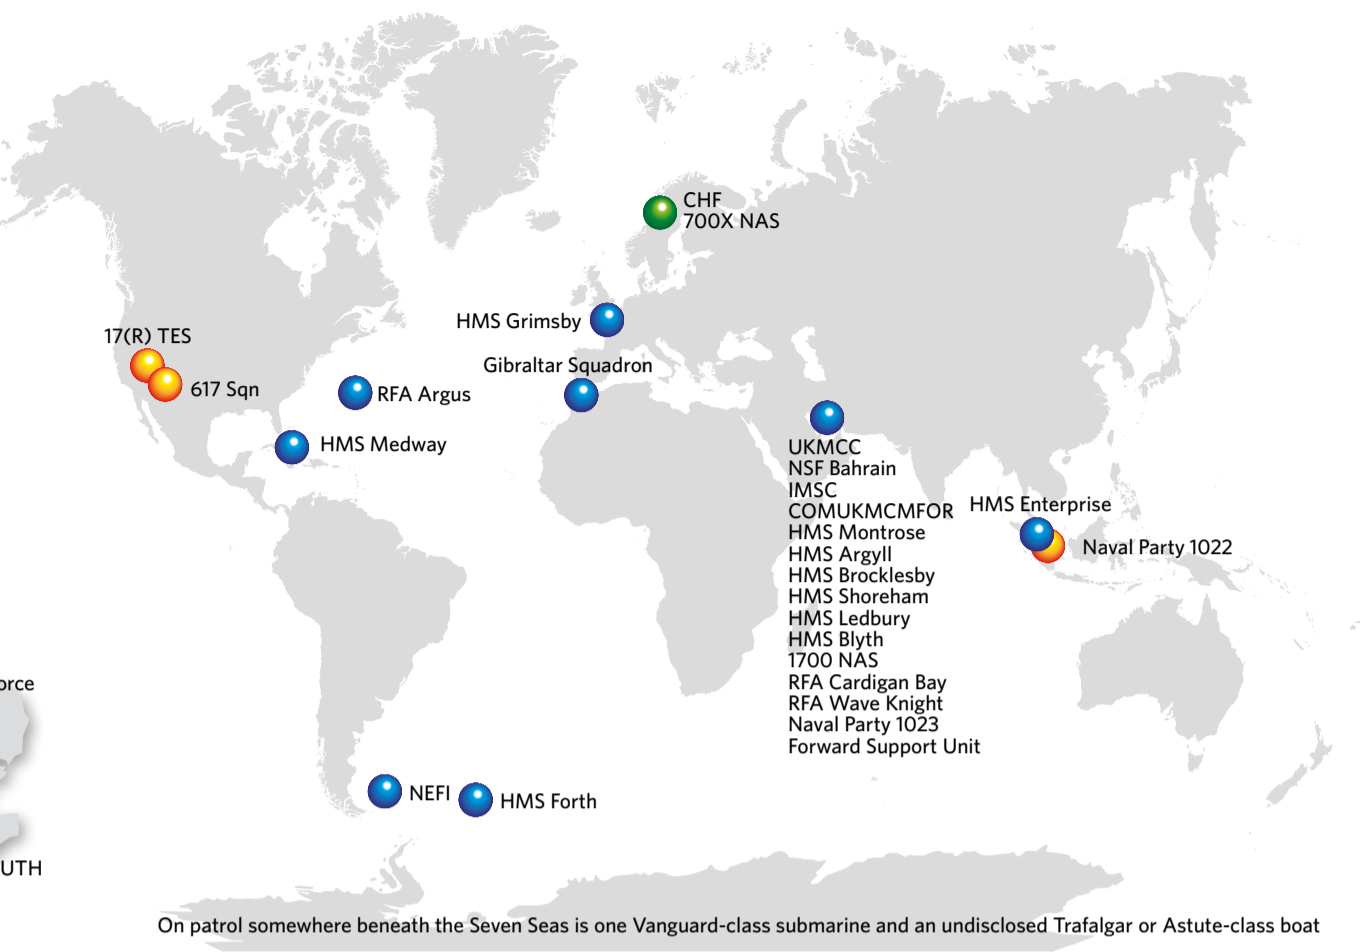 CHF
700X NAS
HMS Grimsby
17(R) TES
Gibraltar Squadron
617 Sqn
RFA Argus
HMS Medway
UKMCC
NSF Bahrain
IMSC
COMUKMCMFOR
HMS Montrose
HMS Argyll
HMS Brocklesby
HMS Shoreham
HMS Ledbury
HMS Blyth
1700 NAS
RFA Cardigan Bay
RFA Wave Knight
Naval Party 1023
Forward Support Unit
HMS Enterprise
Naval Party 1022
orce
NEFI
HMS Forth
UTH
On patrol somewhere beneath the Seven Seas is one Vanguard-class submarine and an undisclosed Trafalgar or Astute-class boat